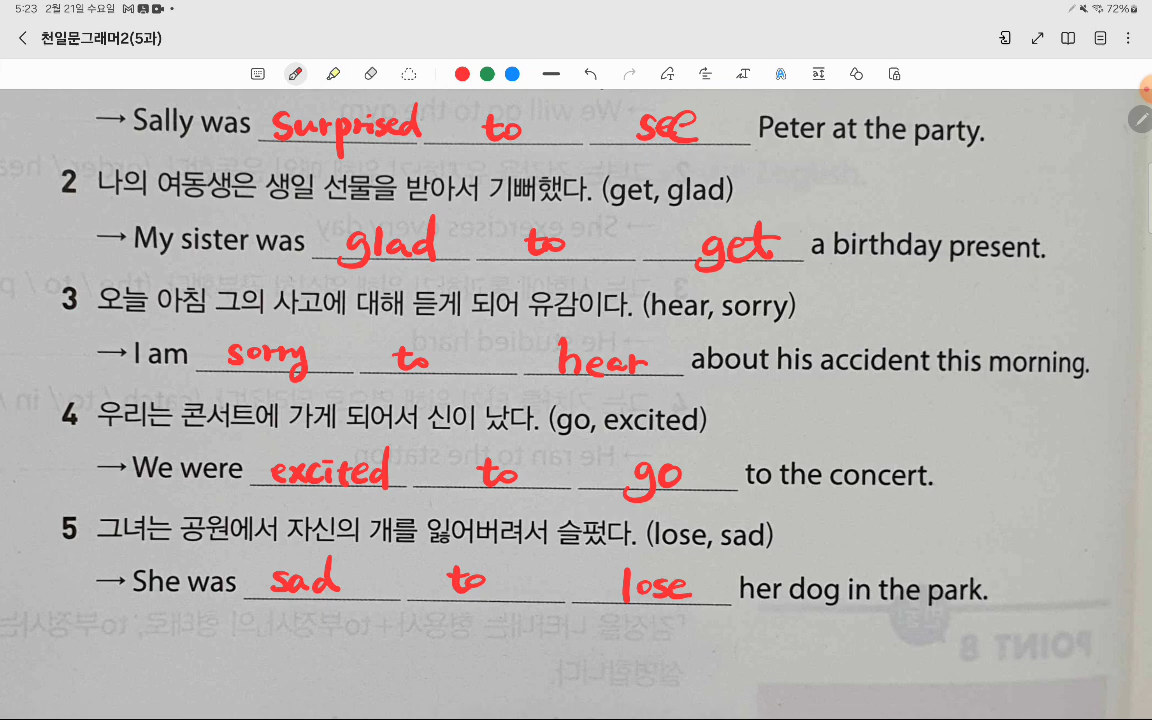 5:23 2월 21일 수요일 72%
천일문그래머2(5과)
→ Sally was surprised to see Peter at the party.
2 나의 여동생은 생일 선물을 받아서 기뻐했다. (get, glad)
→ My sister was glad to get a birthday present.
3 오늘 아침 그의 사고에 대해 듣게 되어 유감이다. (hear, sorry)
→ I am sorry to hear about his accident this morning.
4 우리는 콘서트에 가게 되어서 신이 났다. (go, excited)
→ We were excited to go to the concert.
5 그녀는 공원에서 자신의 개를 잃어버려서 슬펐다. (lose, sad)
→ She was sad to lose her dog in the park.
POINT 8